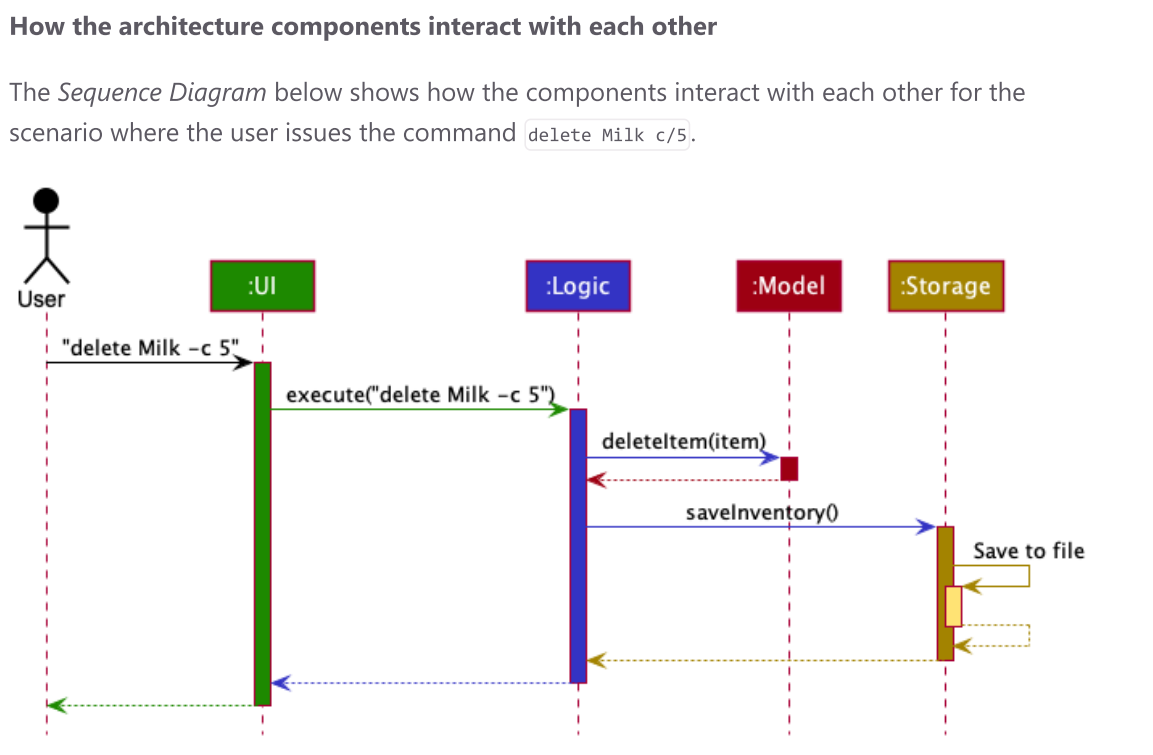 How the architecture components interact with each other
The Sequence Diagram below shows how the components interact with each other for the
scenario where the user issues the command delete Milk c/5.
User
:UI
:Logic
:Model
:Storage
"delete Milk -c 5"
execute("delete Milk -c 5")
deleteItem(item)
saveInventory()
Save to file